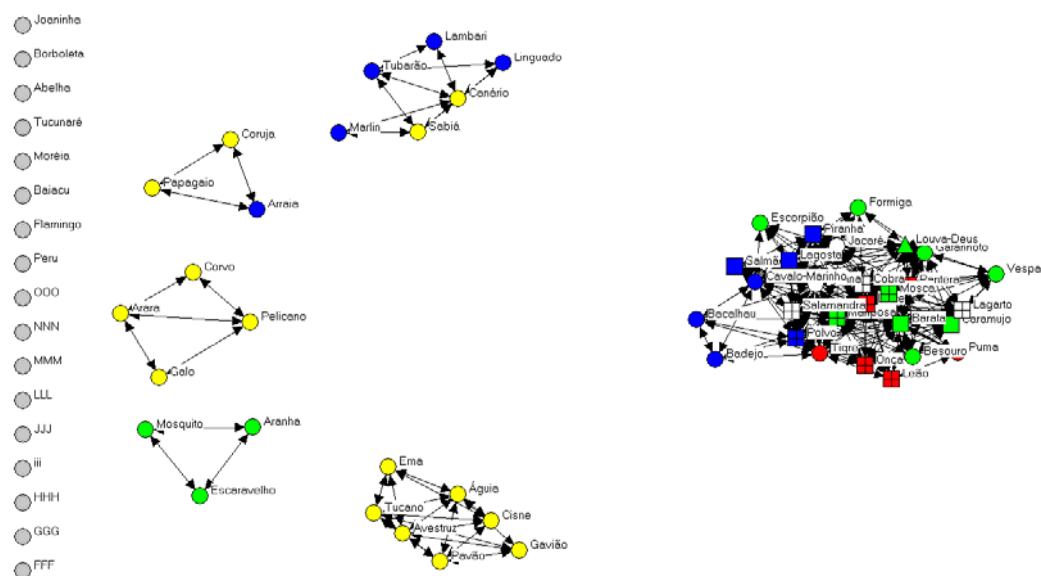 Joaninha
Borboleta
Abelha
Tucunaré
Moréia
Baiacu
Flamingo
Peru
OOO
NNN
MMM
LLL
JJJ
iii
HHH
GGG
FFF
Coruja
Papagaio
Arraia
Corvo
Arara
Pelicano
Galo
Mosquito
Aranha
Escaravelho
Lambari
Tubarão
Linguado
Canário
Marlin
Sabiá
Ema
Águia
Tucano
Cisne
Avestruz
Gavião
Pavão
Formiga
Escorpião
Piranha
Jacaré
Louva-Deus
Lagosta
Vespa
Cavalo-Marinho
Cobra
Mosca
Lagarto
Salamandra
Bacalhau
Barata
Caramujo
Polvo
Tigre
Badejo
Onça
Besouro
Puma
Leão